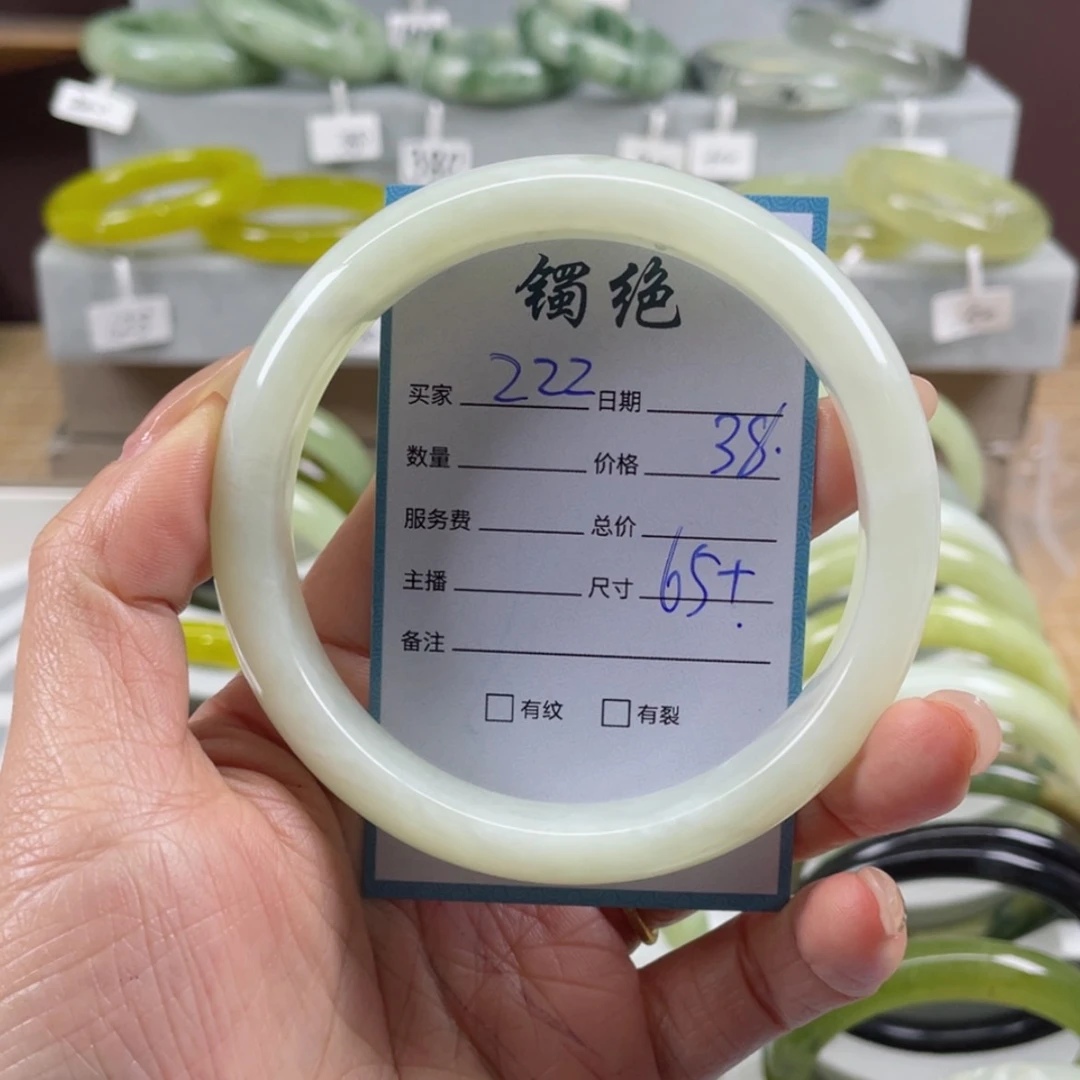 镯绝
买家 222 日期
数量 价格 38.
服务费 总价
主播 尺寸 65+.
备注
□有纹 □有裂